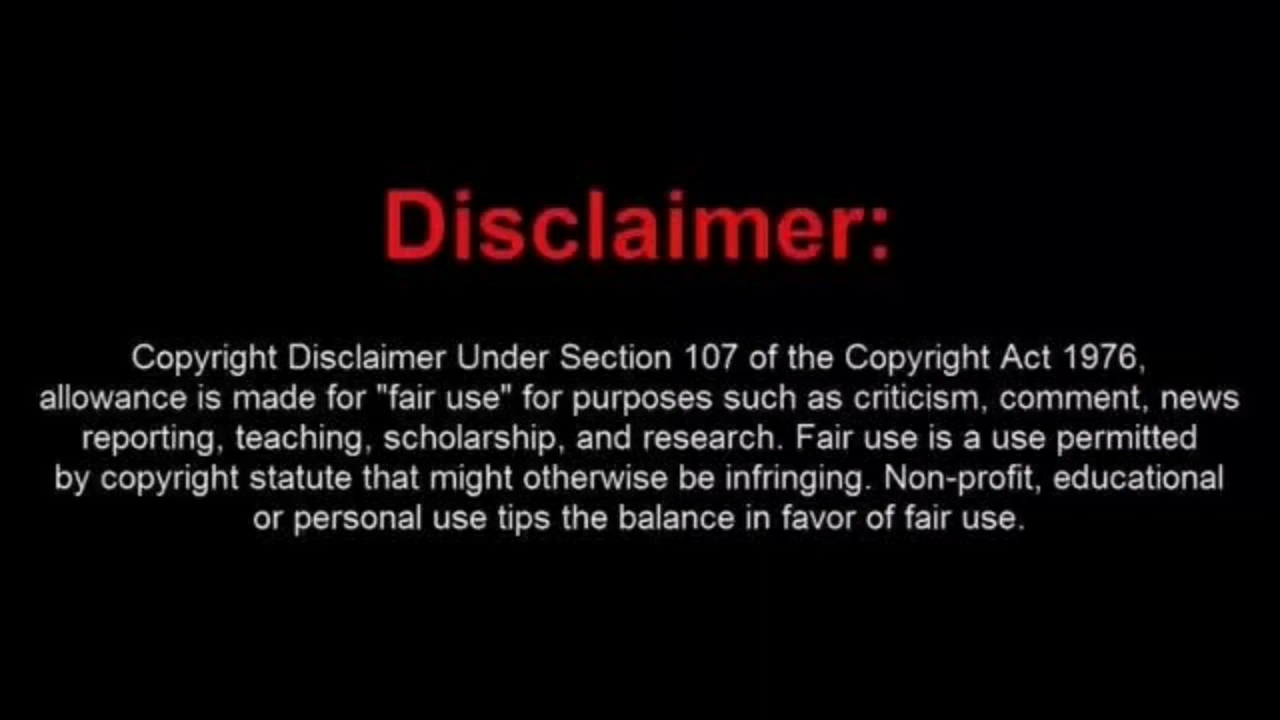 Disclaimer:
Copyright Disclaimer Under Section 107 of the Copyright Act 1976,
allowance is made for "fair use" for purposes such as criticism, comment, news
reporting, teaching, scholarship, and research. Fair use is a use permitted
by copyright statute that might otherwise be infringing. Non-profit, educational
or personal use tips the balance in favor of fair use.